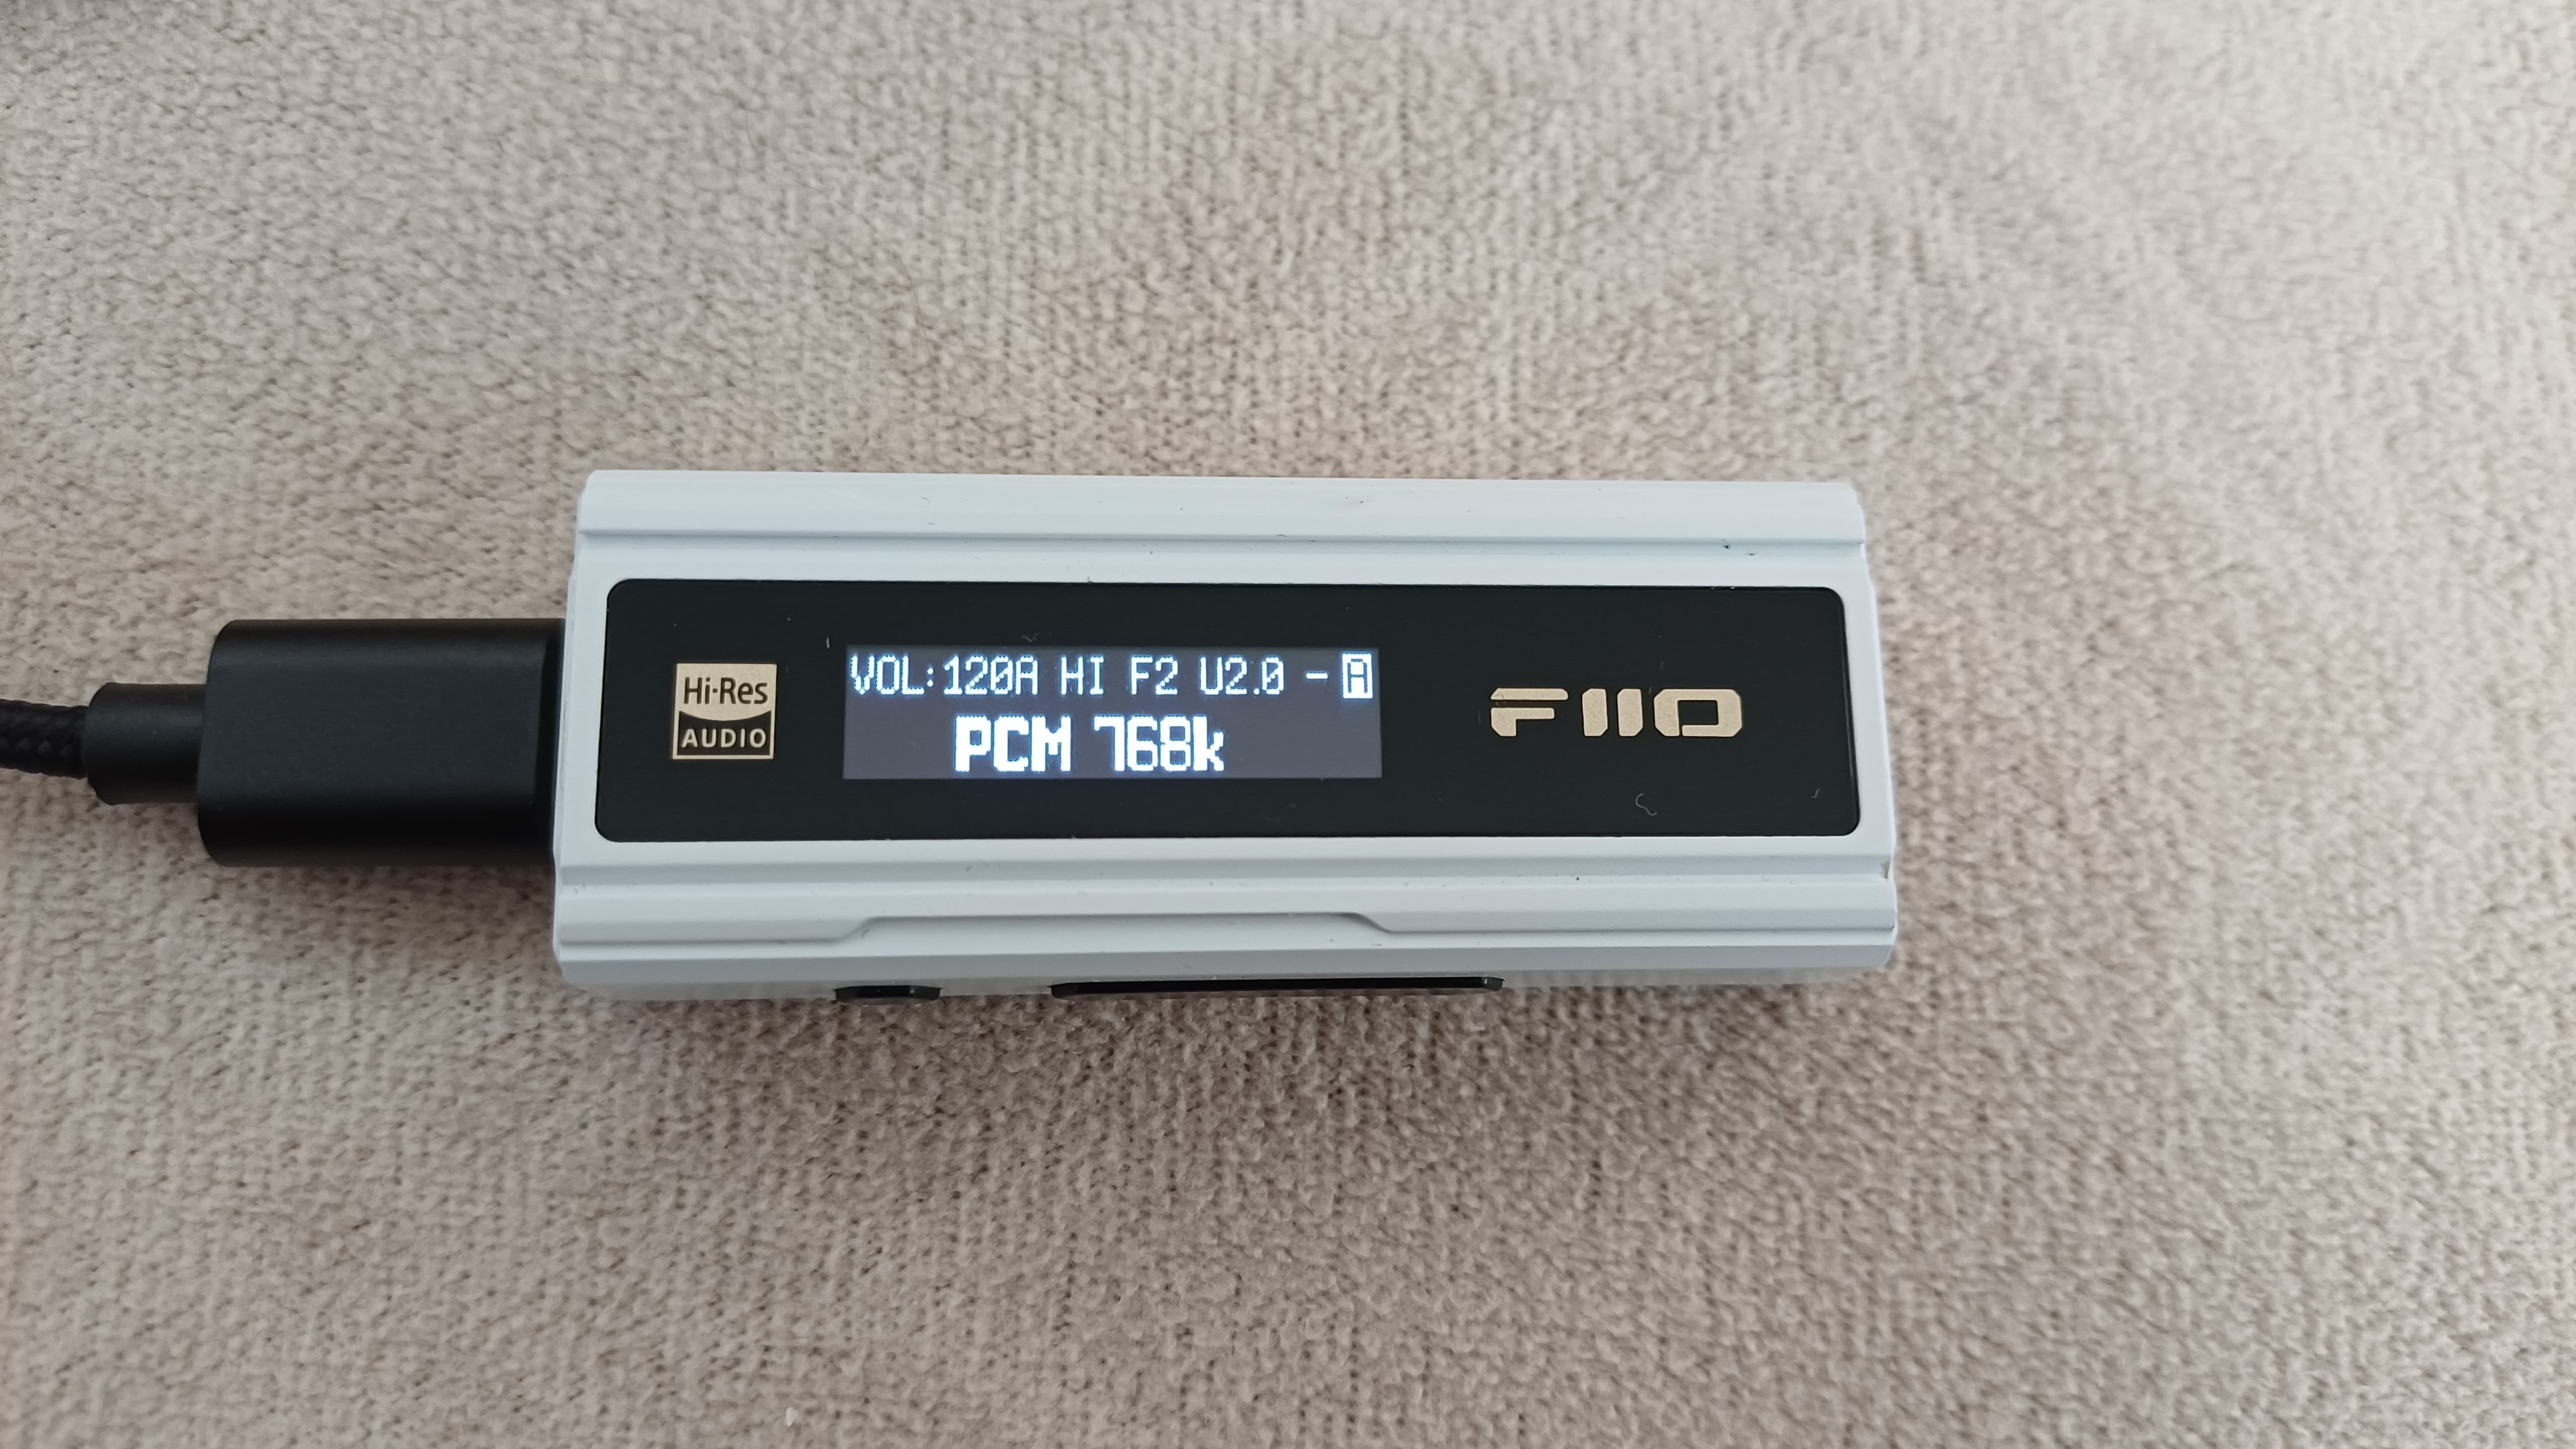 Hi-Res
AUDIO
VOL:120A HI F2 U2.0 - A
PCM 768k
FIIO